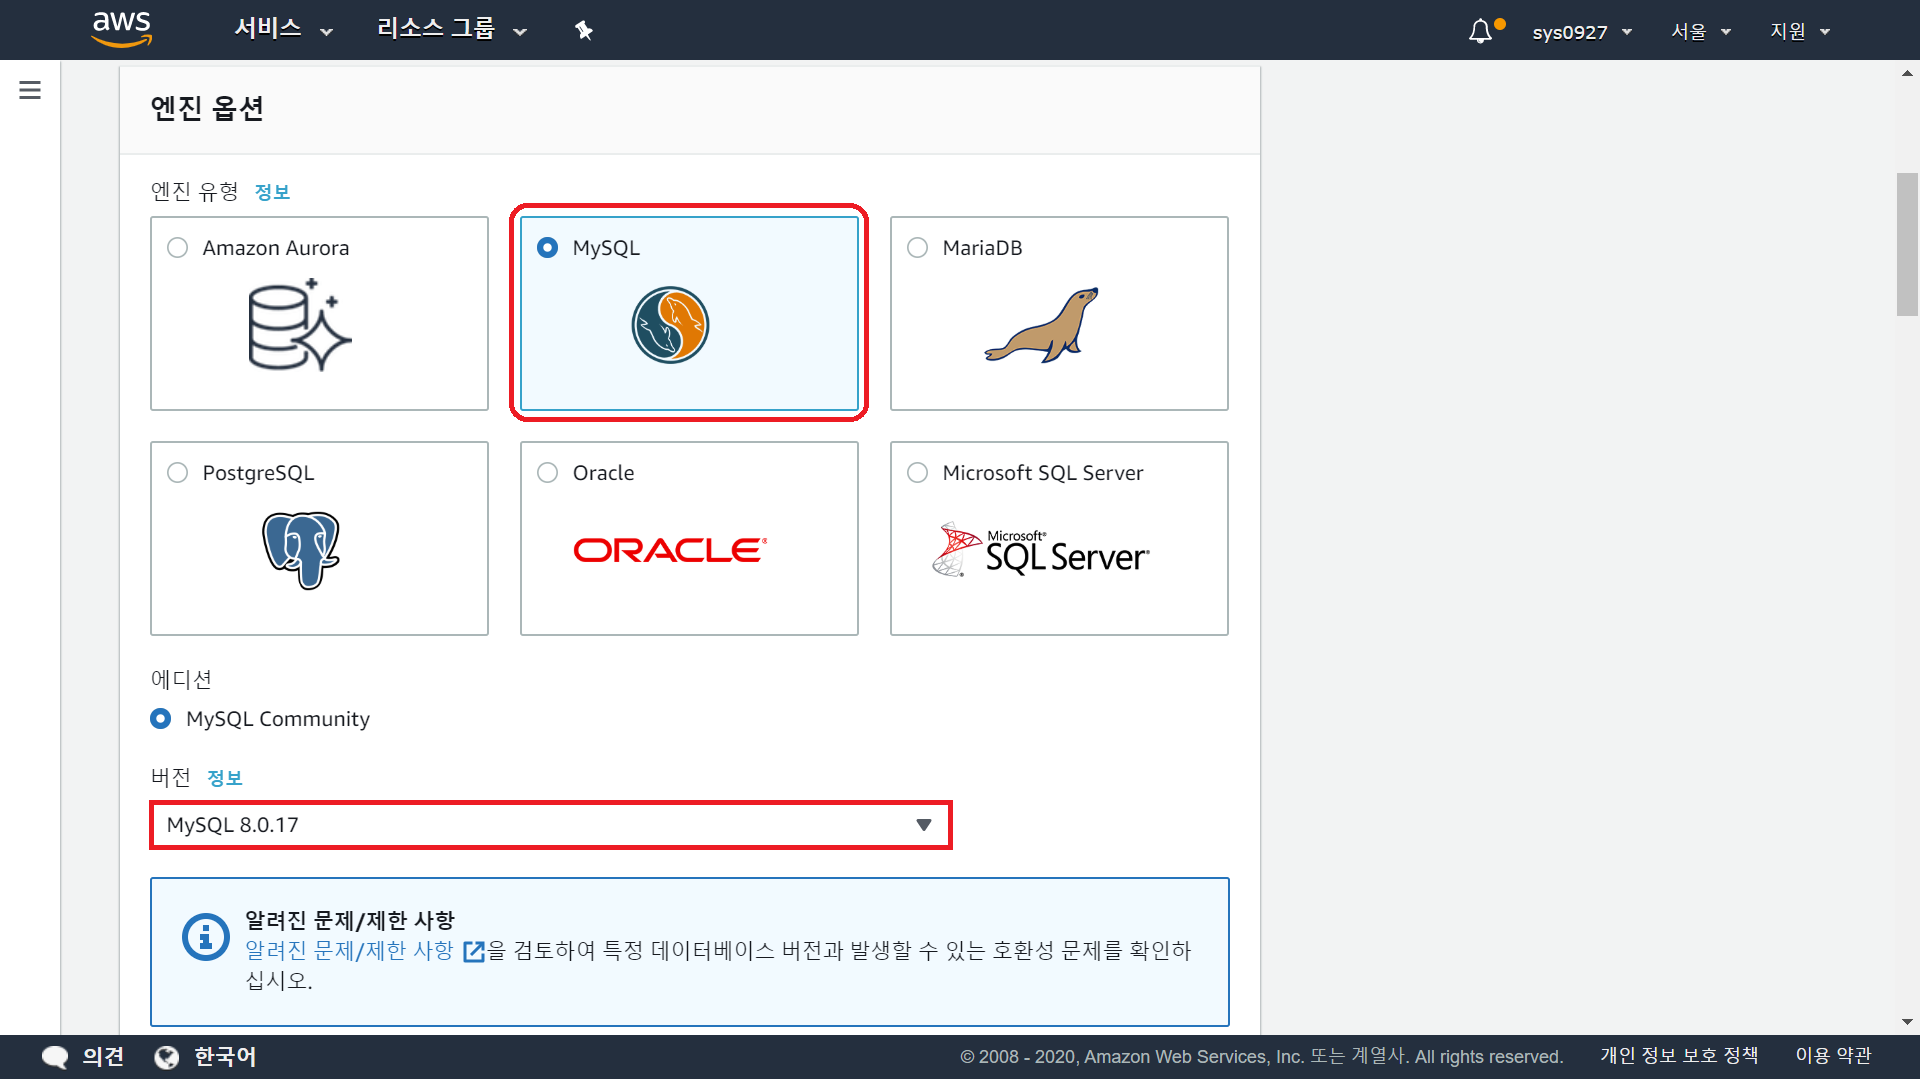 aws 서비스 리소스 그룹 sys0927 서울 지원
엔진 옵션
엔진 유형 정보
Amazon Aurora
MySQL
MariaDB
PostgreSQL
Oracle
ORACLE®
Microsoft SQL Server
Microsoft®
SQL Server®
에디션
MySQL Community
버전 정보
MySQL 8.0.17
알려진 문제/제한 사항
알려진 문제/제한 사항 을 검토하여 특정 데이터베이스 버전과 발생할 수 있는 호환성 문제를 확인하
십시오.
의견 한국어 © 2008 - 2020, Amazon Web Services, Inc. 또는 계열사. All rights reserved. 개인 정보 보호 정책 이용 약관